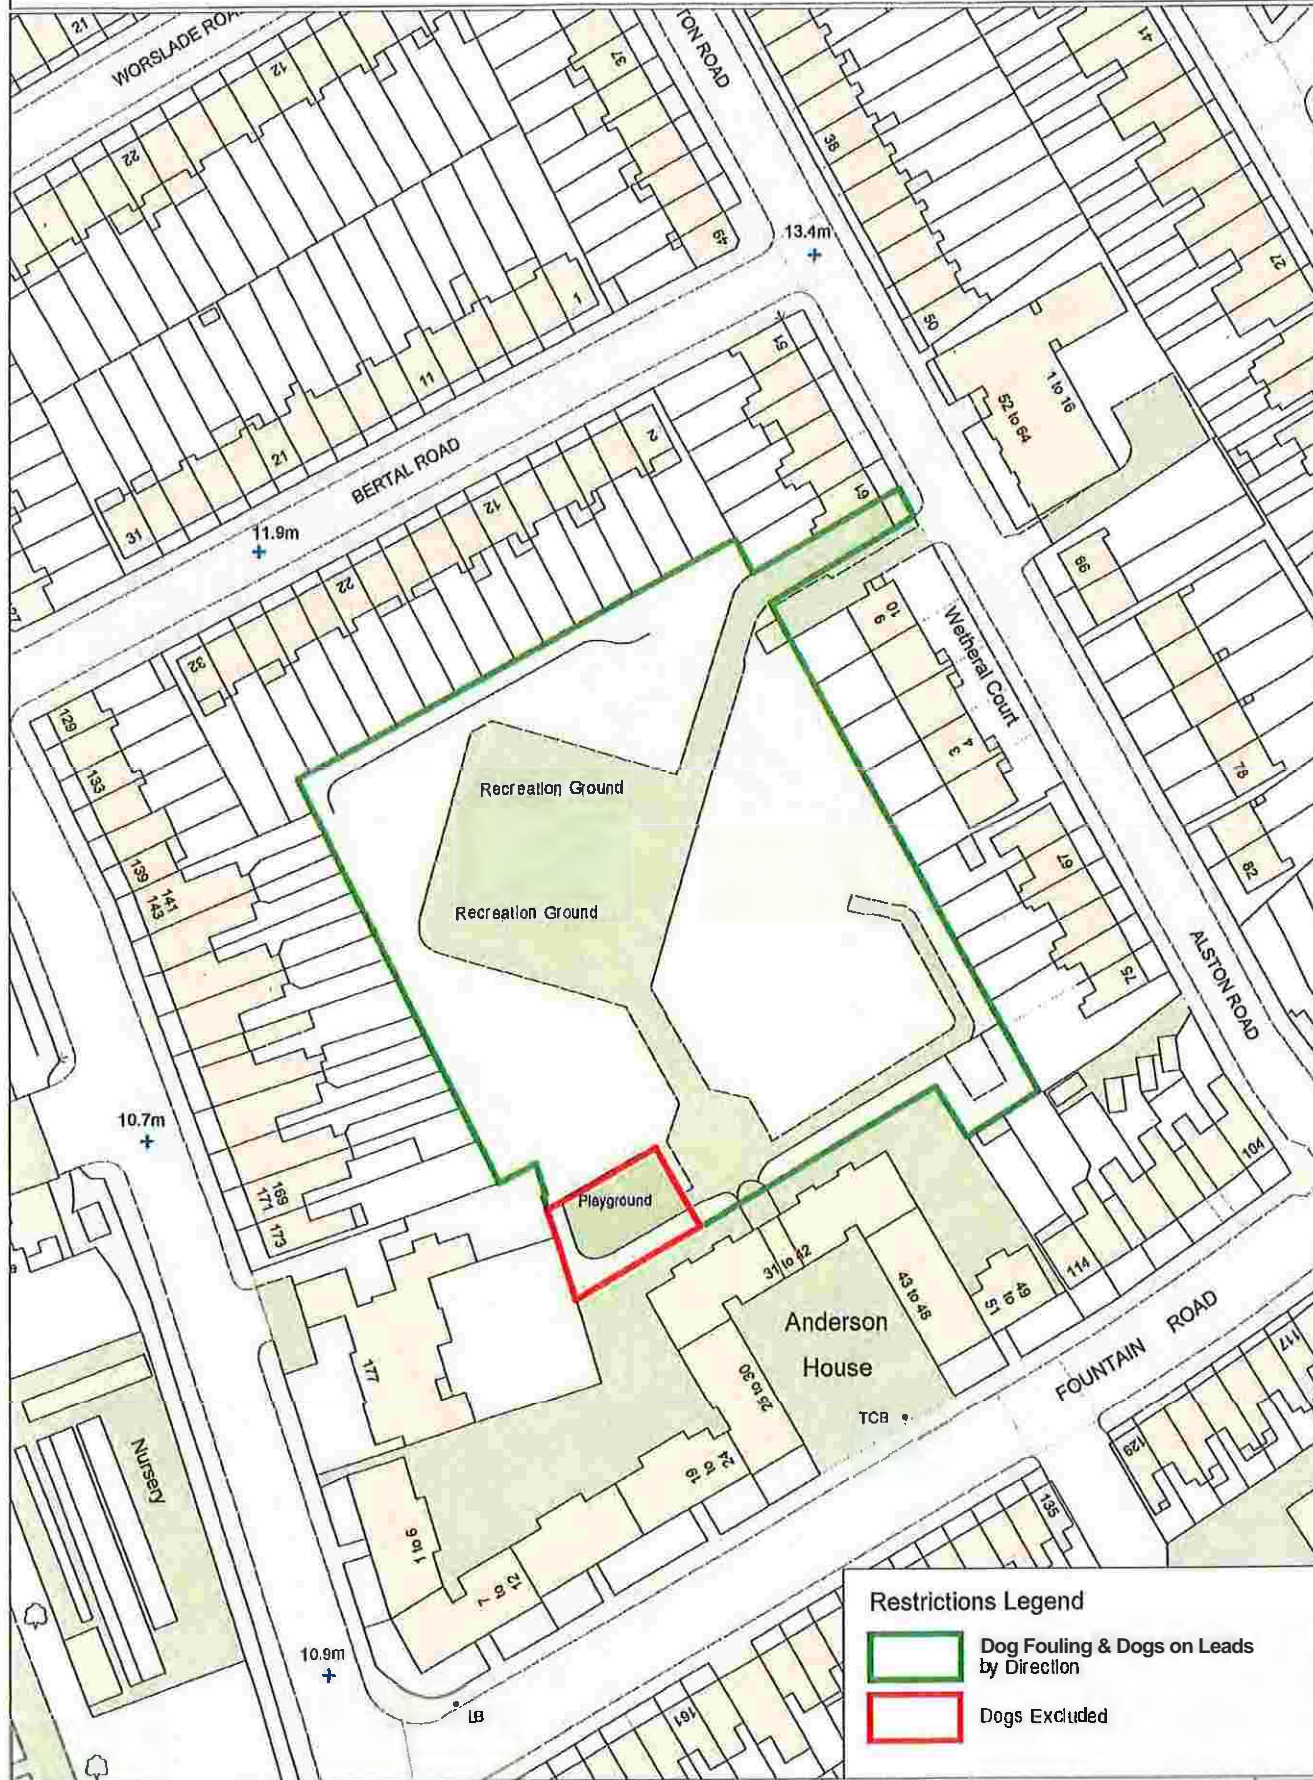 21
WORSLADE ROA
12
22
37
TON ROAD
41
38
49
13.4m
27
1
50
11
51
1 to 16
52 to 64
21
BERTAL ROAD
2
12
61
31
11.9m
22
66
10
9
Wetheral Court
32
4
3
129
133
78
Recreation Ground
67
82
139
141
143
Recreation Ground
75
ALSTON ROAD
10.7m
104
169
171
173
Playground
31 to 42
43 to 48
49
to
51
114
Anderson
House
FOUNTAIN ROAD
117
177
25 to 30
TCB
129
Nursery
24
to
19
135
1 to 6
12
to
7
Restrictions Legend
Dog Fouling & Dogs on Leads
by Direction
Dogs Excluded
10.9m
LB
161